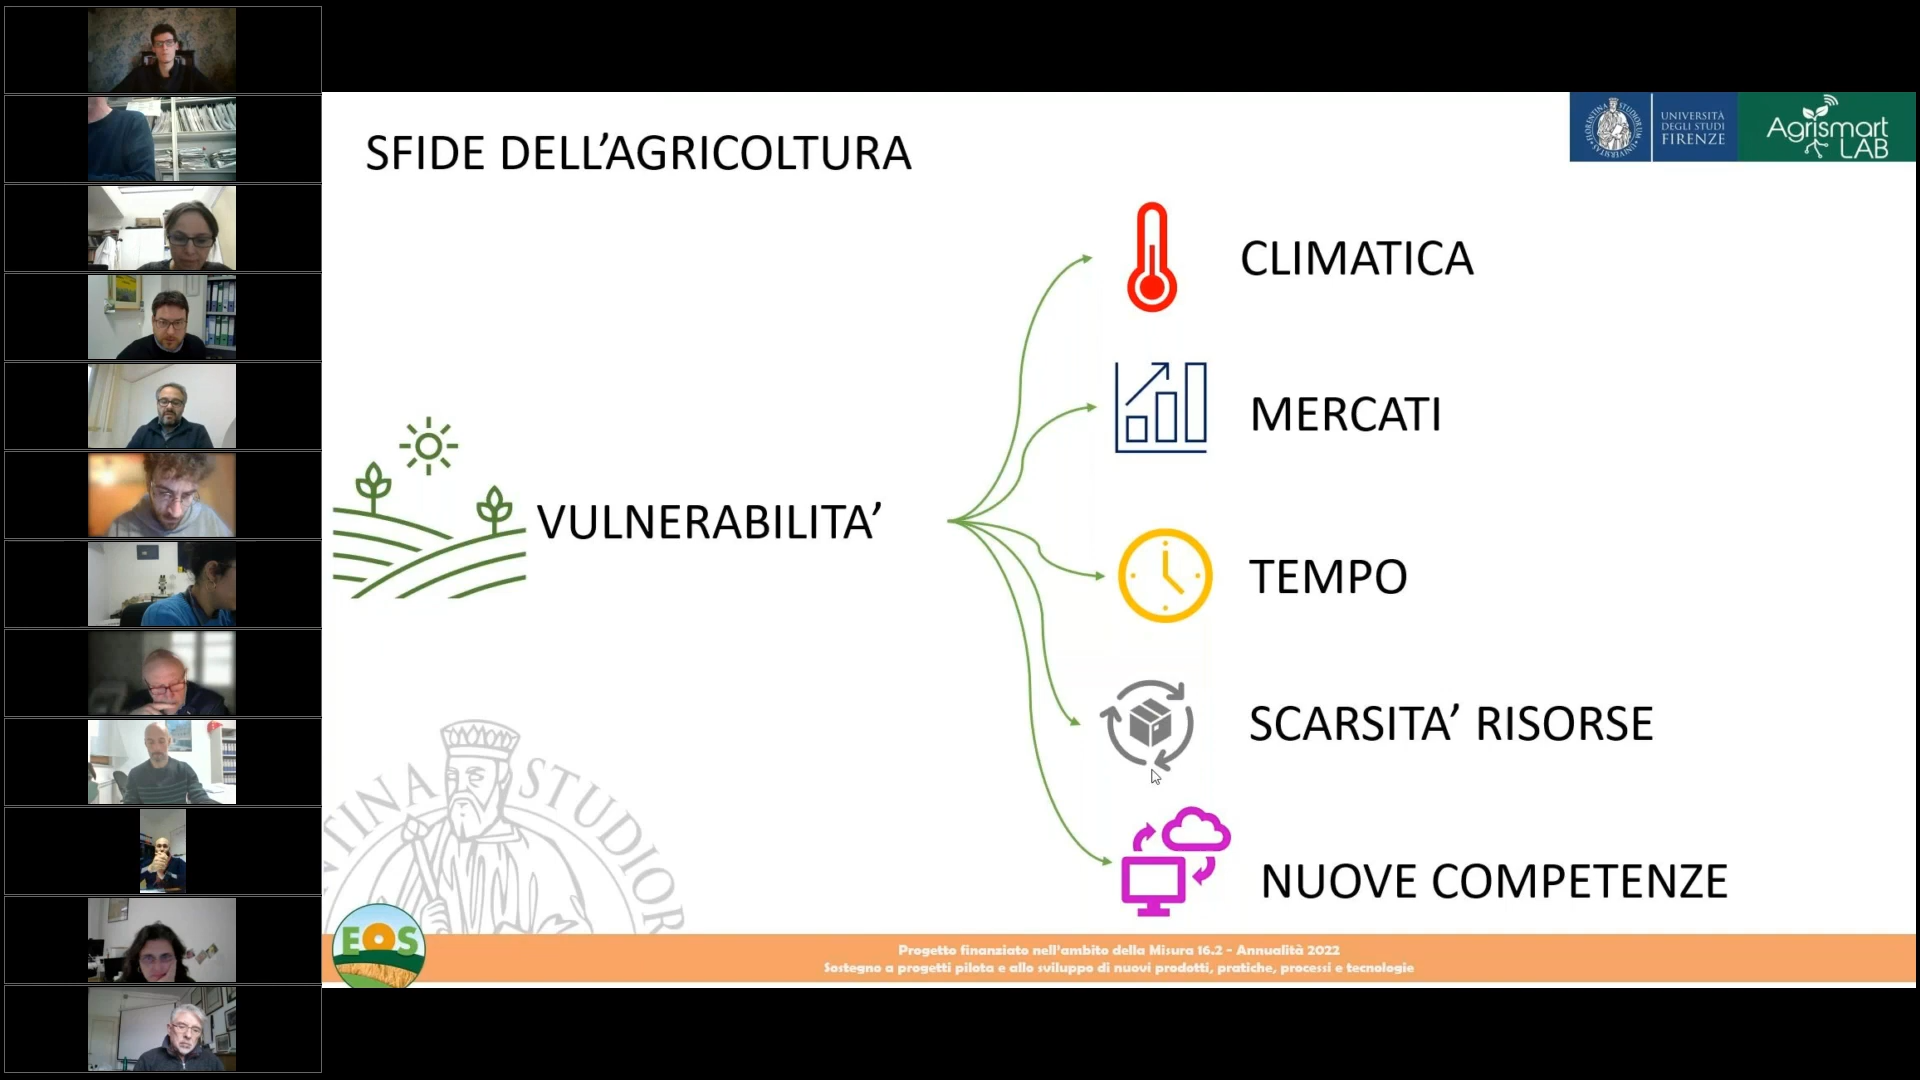 SFIDE DELL’AGRICOLTURA
UNIVERSITÀ
DEGLI STUDI
FIRENZE
Agrismart
LAB
CLIMATICA
MERCATI
VULNERABILITA’
TEMPO
SCARSITA’ RISORSE
NUOVE COMPETENZE
TINA STUDIOR
EOS
Progetto finanziato nell'ambito della Misura 16.2 - Annualità 2022
Sostegno a progetti pilota e allo sviluppo di nuovi prodotti, pratiche, processi e tecnologie